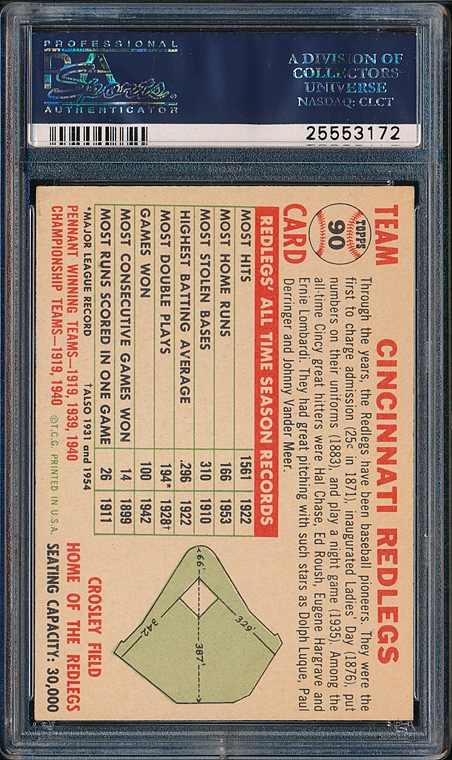 PROFESSIONAL
PSA
Sports
AUTHENTICATOR
A DIVISION OF
COLLECTORS
UNIVERSE
NASDAQ: CLCT
25553172
TEAM
TOPPS
90
CARD
CINCINNATI REDLEGS
Through the years, the Redlegs have been baseball pioneers. They were the
first to charge admission (25c in 1871), inaugurated Ladies' Day (1876), put
numbers on their uniforms (1883), and play a night game (1935). Among the
all-time Cincy great hitters were Hal Chase, Ed Roush, Eugene Hargrave and
Ernie Lombardi. They had great pitching with such stars as Dolph Luque, Paul
Derringer and Johnny Vander Meer.
REDLEGS' ALL TIME SEASON RECORDS
MOST HITS 1561 1922
MOST HOME RUNS 166 1953
MOST STOLEN BASES 310 1910
HIGHEST BATTING AVERAGE .296 1922
MOST DOUBLE PLAYS 194* 1928†
GAMES WON 100 1942
MOST CONSECUTIVE GAMES WON 14 1899
MOST RUNS SCORED IN ONE GAME 26 1911
*MAJOR LEAGUE RECORD †ALSO 1931 and 1954
PENNANT WINNING TEAMS—1919, 1939, 1940
CHAMPIONSHIP TEAMS—1919, 1940 ©T.C.G. PRINTED IN U.S.A.
66'
329'
387'
342'
CROSLEY FIELD
HOME OF THE REDLEGS
SEATING CAPACITY: 30,000